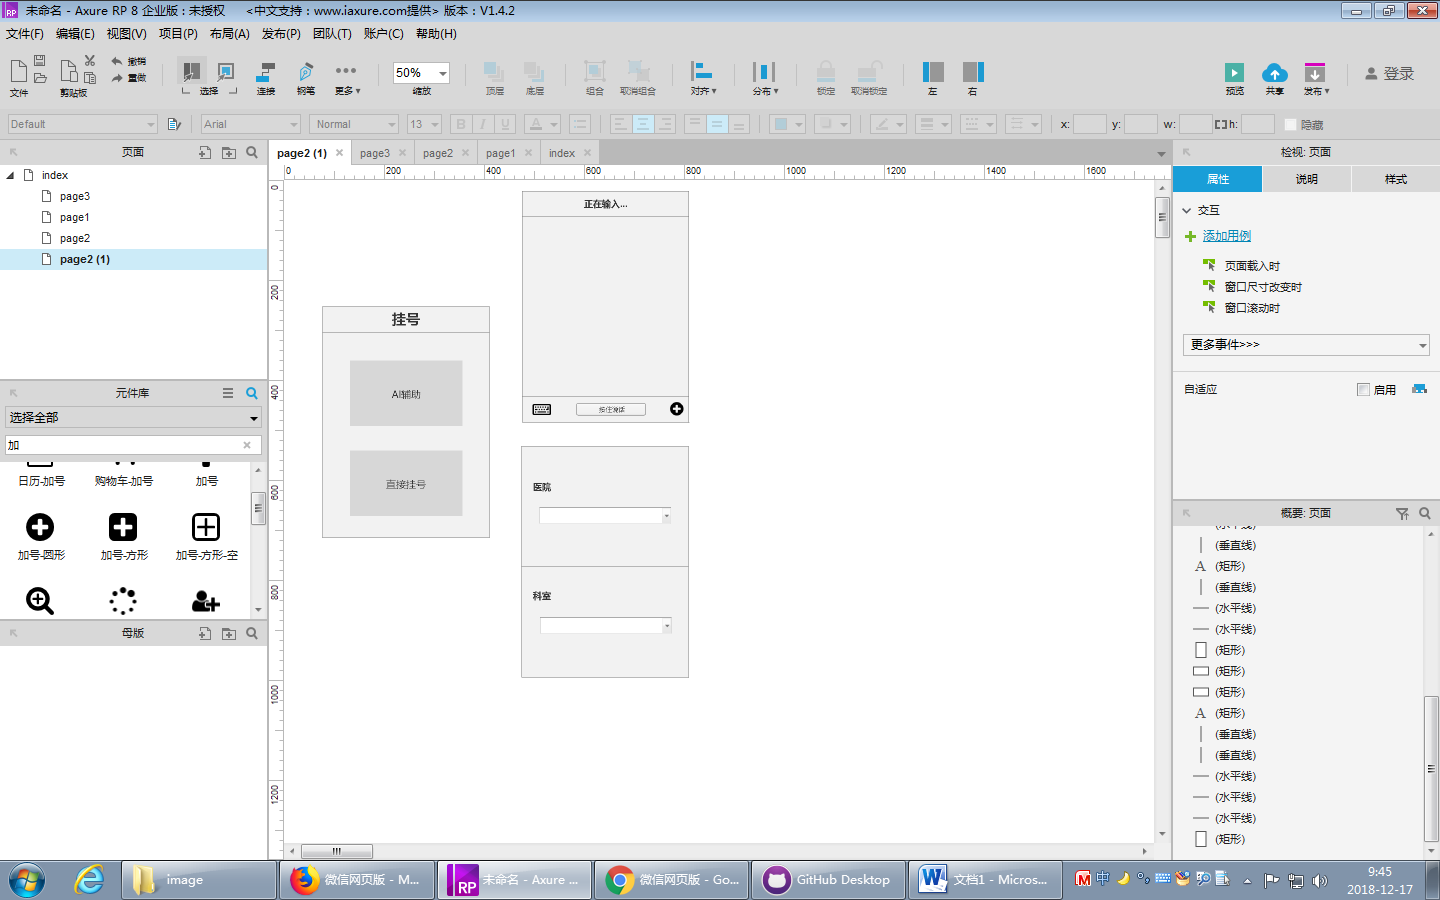 未命名 - Axure RP 8 企业版 : 未授权 <中文支持 : www.iaxure.com提供> 版本 : V1.4.2
文件(F) 编辑(E) 视图(V) 项目(P) 布局(A) 发布(P) 团队(T) 账户(C) 帮助(H)
撤销
重做
50%
登录
文件 剪贴板 选择 连接 钢笔 更多▼ 缩放 顶层 底层 组合 取消组合 对齐▼ 分布▼ 锁定 取消锁定 左 右 预览 共享 发布▼
Default Arial Normal 13 B I U A x: y: w: h: 隐藏
页面
page2 (1) page3 page2 page1 index
检视: 页面
index
page3
page1
page2
page2 (1)
0 200 400 600 800 1000 1200 1400 1600
0
200
400
600
800
1000
1200
属性 说明 样式
交互
添加用例
页面载入时
窗口尺寸改变时
窗口滚动时
更多事件>>>
自适应 启用
正在输入...
按住说话
挂号
AI辅助
直接挂号
医院
科室
元件库
选择全部
加
日历-加号 购物车-加号 加号
加号-圆形 加号-方形 加号-方形-空
母版
概要: 页面
(水平线)
(垂直线)
A (矩形)
(垂直线)
(水平线)
(水平线)
(矩形)
(矩形)
(矩形)
A (矩形)
(垂直线)
(垂直线)
(水平线)
(水平线)
(水平线)
(矩形)
image
微信网页版 - M...
RP 未命名 - Axure ...
微信网页版 - Go...
GitHub Desktop
文档1 - Micros...
中
9:45
2018-12-17